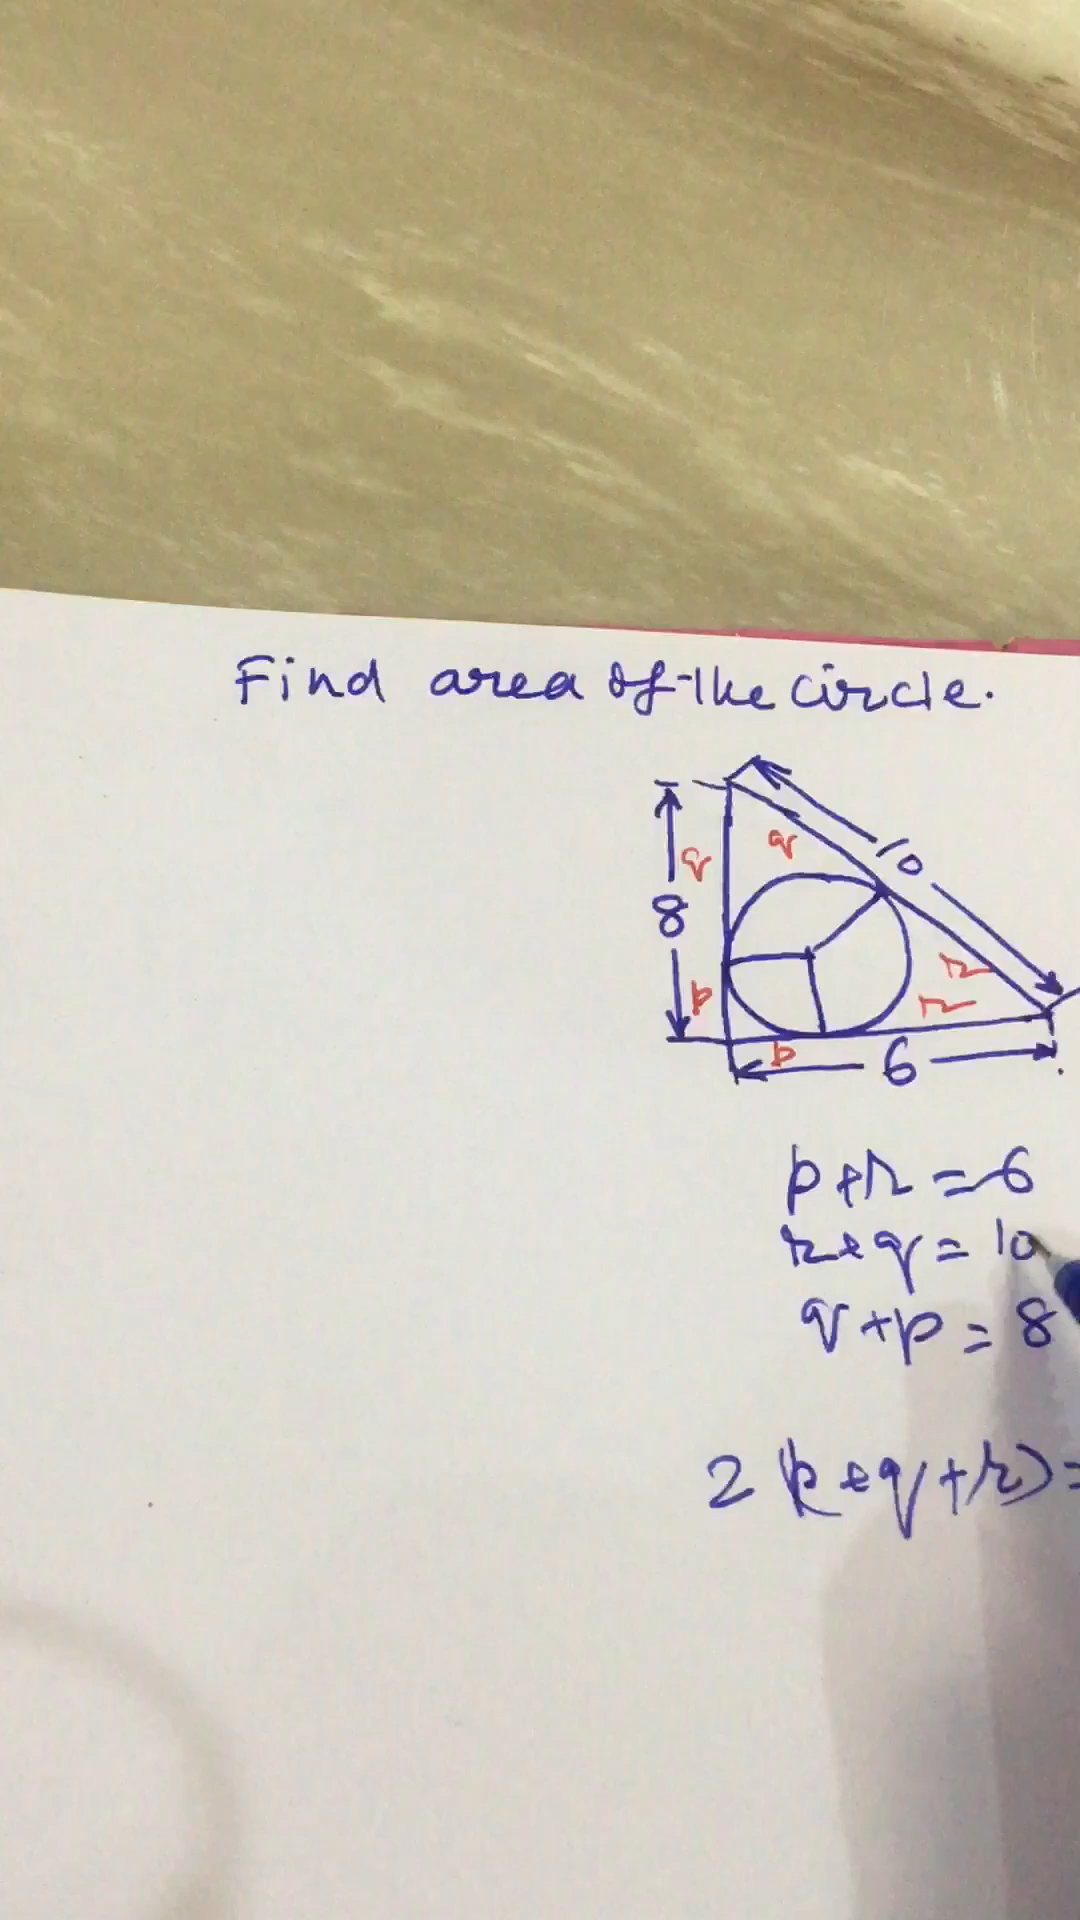 Find area of the circle.
10
q
q
8
r
p
r
p
6
p+r=6
r+q=10
q+p=8
2(p+q+r)=